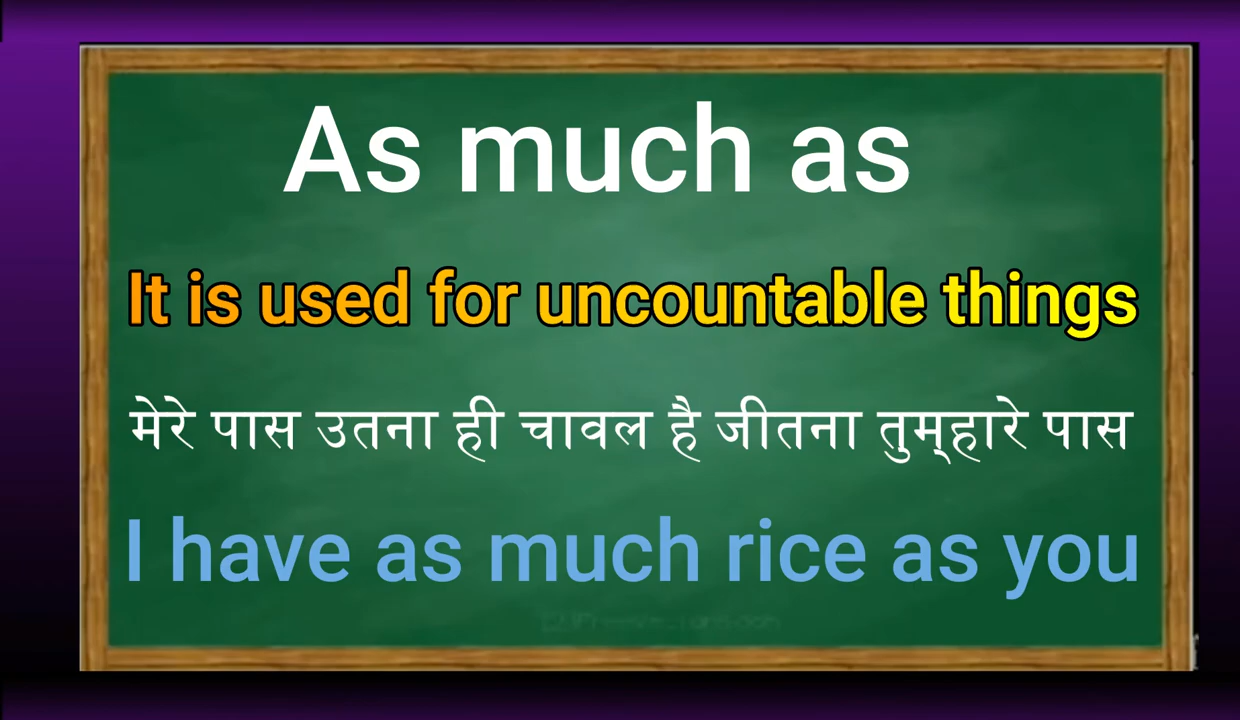 As much as
It is used for uncountable things
मेरे पास उतना ही चावल है जीतना तुम्हारे पास
I have as much rice as you